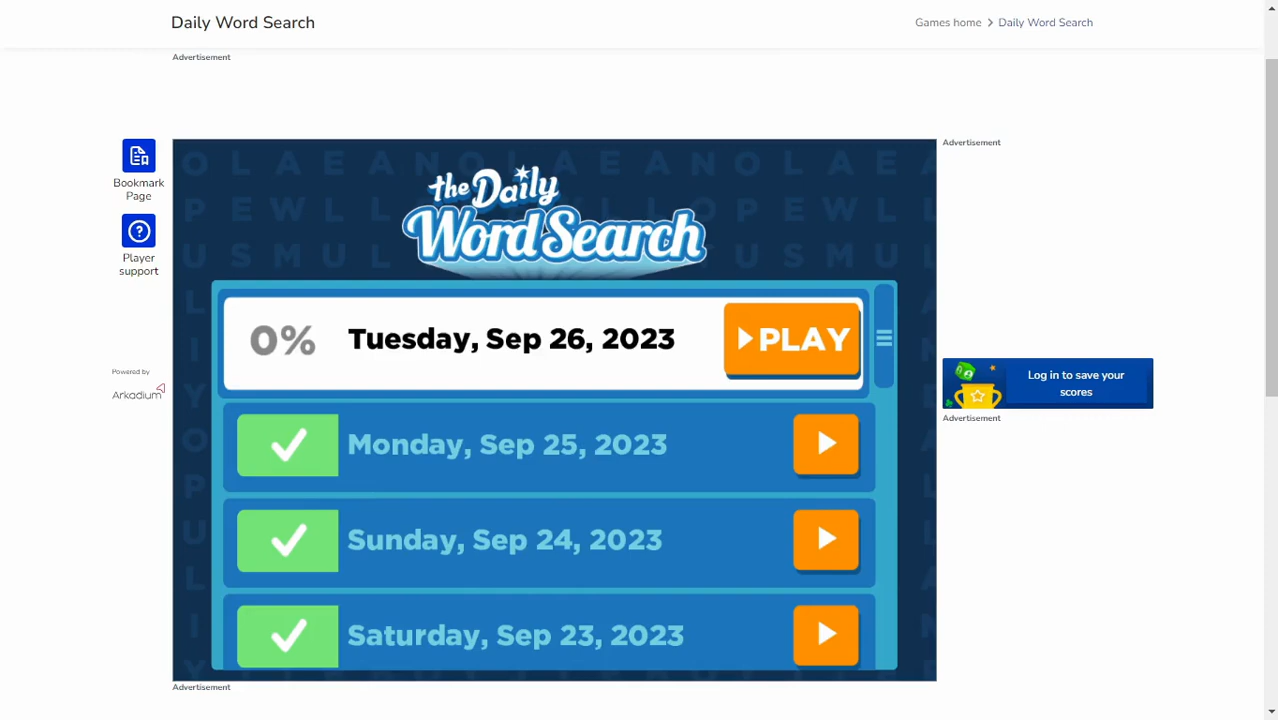 Daily Word Search
Games home
Daily Word Search
Advertisement
Bookmark
Page
Player
support
Powered by
Arkadium
the Daily
WordSearch
0%
Tuesday, Sep 26, 2023
PLAY
Monday, Sep 25, 2023
Sunday, Sep 24, 2023
Saturday, Sep 23, 2023
Advertisement
Log in to save your
scores
Advertisement
Advertisement